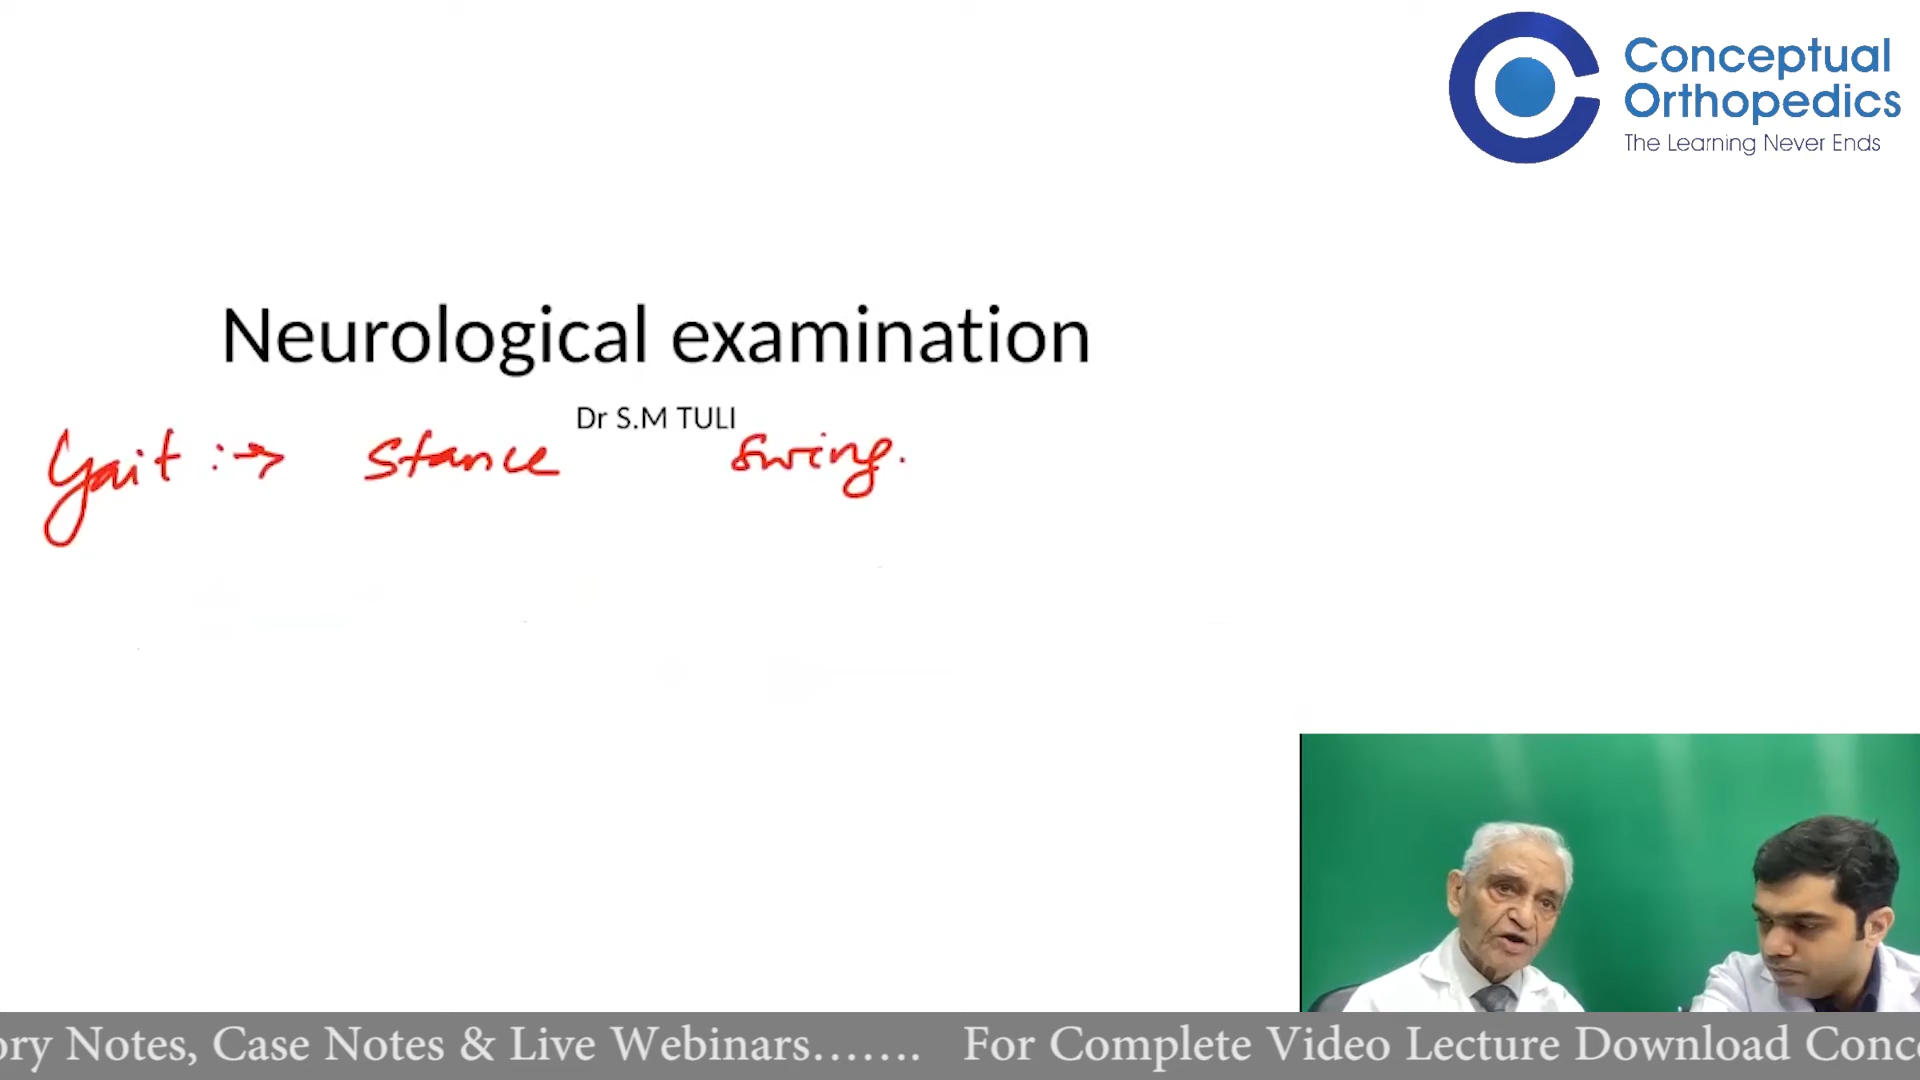 Conceptual
Orthopedics
The Learning Never Ends
Neurological examination
Dr S.M TULI
Gait :→ Stance Swing.
ory Notes, Case Notes & Live Webinars....... For Complete Video Lecture Download Conce